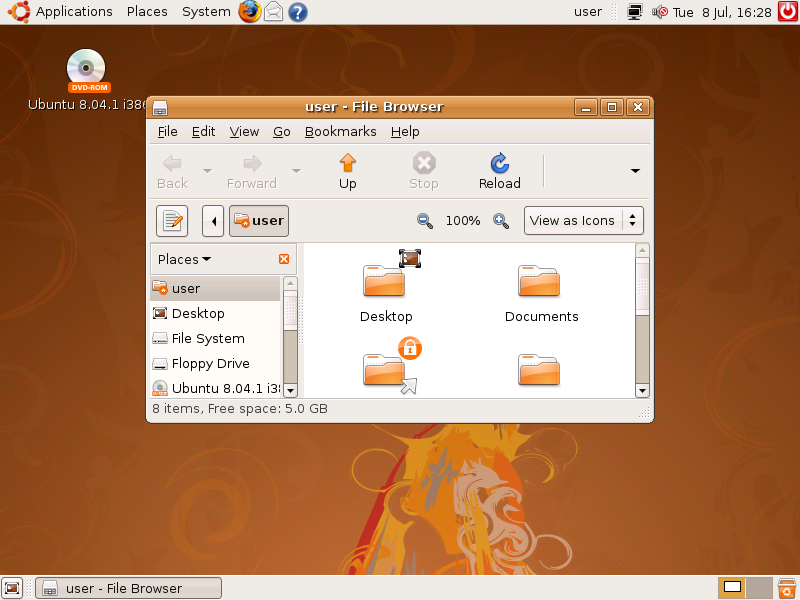 Applications Places System user Tue 8 Jul, 16:28
DVD-ROM
Ubuntu 8.04.1 i386
user - File Browser
File Edit View Go Bookmarks Help
Back Forward Up Stop Reload
user 100% View as Icons
Places
user
Desktop
File System
Floppy Drive
Ubuntu 8.04.1 i38
Desktop Documents
8 items, Free space: 5.0 GB
user - File Browser